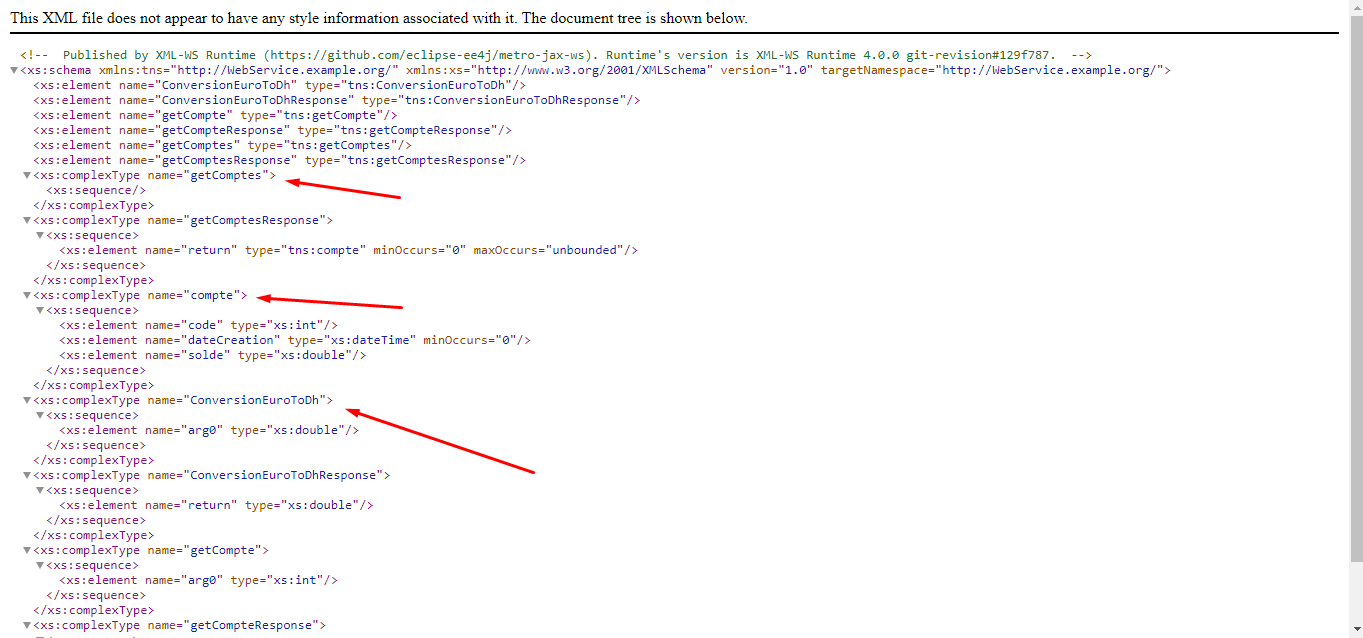 This XML file does not appear to have any style information associated with it. The document tree is shown below.
<!--  Published by XML-WS Runtime (https://github.com/eclipse-ee4j/metro-jax-ws). Runtime's version is XML-WS Runtime 4.0.0 git-revision#129f787.  -->
▼<xs:schema xmlns:tns="http://WebService.example.org/" xmlns:xs="http://www.w3.org/2001/XMLSchema" version="1.0" targetNamespace="http://WebService.example.org/">
<xs:element name="ConversionEuroToDh" type="tns:ConversionEuroToDh"/>
<xs:element name="ConversionEuroToDhResponse" type="tns:ConversionEuroToDhResponse"/>
<xs:element name="getCompte" type="tns:getCompte"/>
<xs:element name="getCompteResponse" type="tns:getCompteResponse"/>
<xs:element name="getComptes" type="tns:getComptes"/>
<xs:element name="getComptesResponse" type="tns:getComptesResponse"/>
▼<xs:complexType name="getComptes">
<xs:sequence/>
</xs:complexType>
▼<xs:complexType name="getComptesResponse">
▼<xs:sequence>
<xs:element name="return" type="tns:compte" minOccurs="0" maxOccurs="unbounded"/>
</xs:sequence>
</xs:complexType>
▼<xs:complexType name="compte">
▼<xs:sequence>
<xs:element name="code" type="xs:int"/>
<xs:element name="dateCreation" type="xs:dateTime" minOccurs="0"/>
<xs:element name="solde" type="xs:double"/>
</xs:sequence>
</xs:complexType>
▼<xs:complexType name="ConversionEuroToDh">
▼<xs:sequence>
<xs:element name="arg0" type="xs:double"/>
</xs:sequence>
</xs:complexType>
▼<xs:complexType name="ConversionEuroToDhResponse">
▼<xs:sequence>
<xs:element name="return" type="xs:double"/>
</xs:sequence>
</xs:complexType>
▼<xs:complexType name="getCompte">
▼<xs:sequence>
<xs:element name="arg0" type="xs:int"/>
</xs:sequence>
</xs:complexType>
▼<xs:complexType name="getCompteResponse">